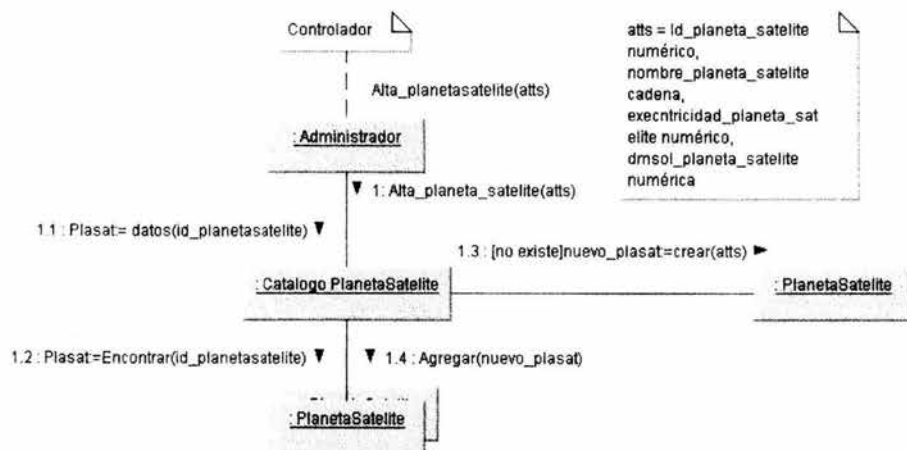 Controlador
Alta_planetasatelite(atts)
: Administrador
1: Alta_planeta_satelite(atts)
1.1 : Plasat:= datos(id_planetasatelite)
1.3 : [no existe]nuevo_plasat:=crear(atts)
: Catalogo PlanetaSatelite
: PlanetaSatelite
1.2 : Plasat:=Encontrar(id_planetasatelite)
1.4 : Agregar(nuevo_plasat)
: PlanetaSatelite
atts = Id_planeta_satelite
numérico,
nombre_planeta_satelite
cadena,
execntricidad_planeta_sat
elite numérico,
dmsol_planeta_satelite
numérica